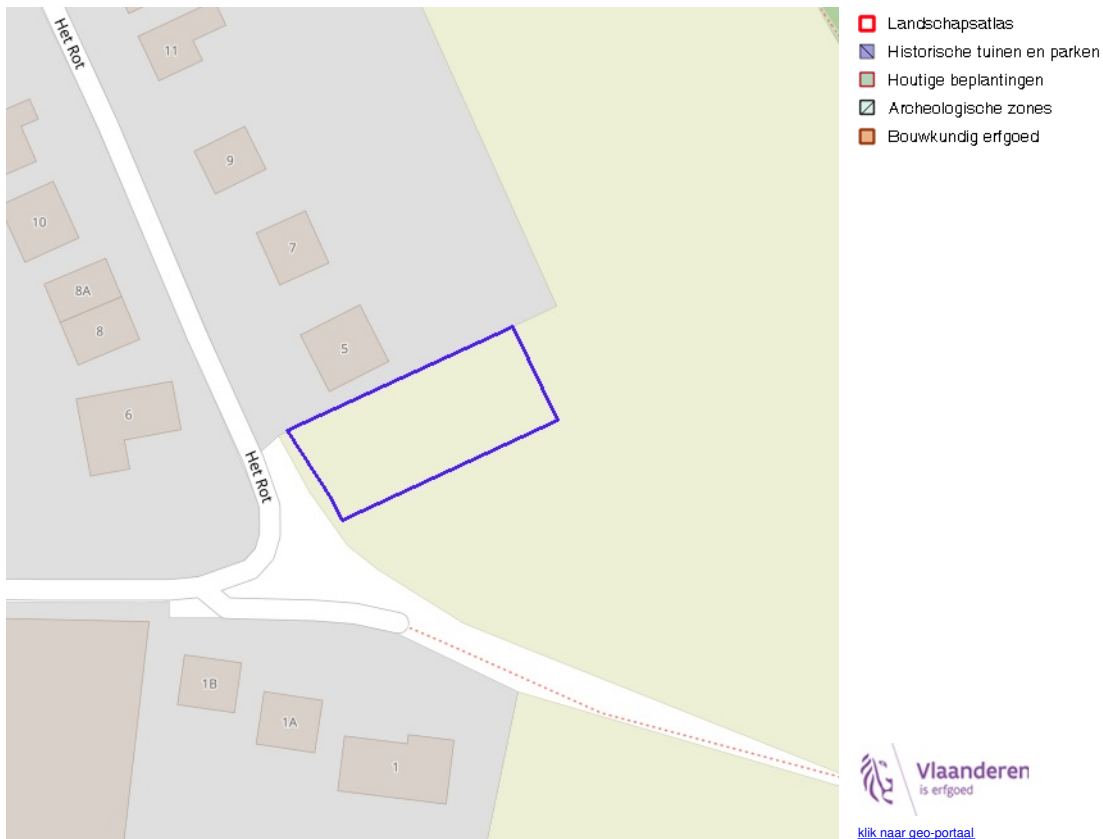 Het Rot
11
9
10
7
8A
8
5
6
Het Rot
1B
1A
1
Landschapsatlas
Historische tuinen en parken
Houtige beplantingen
Archeologische zones
Bouwkundig erfgoed
Vlaanderen
is erfgoed
klik naar geo-portaal